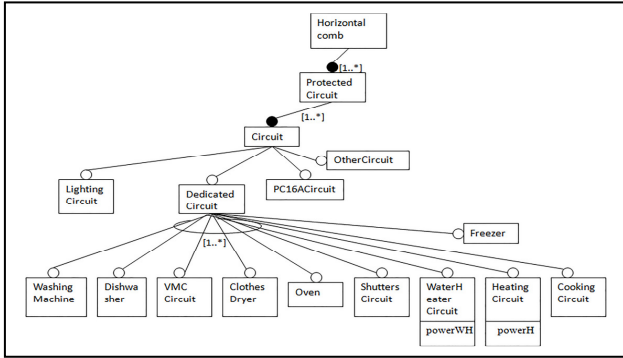 Horizontal
comb
[1..*]
Protected
Circuit
[1..*]
Circuit
OtherCircuit
Lighting
Circuit
Dedicated
Circuit
PC16ACircuit
[1..*]
Freezer
Washing
Machine
Dishwa
sher
VMC
Circuit
Clothes
Dryer
Oven
Shutters
Circuit
WaterH
eater
Circuit
powerWH
Heating
Circuit
powerH
Cooking
Circuit